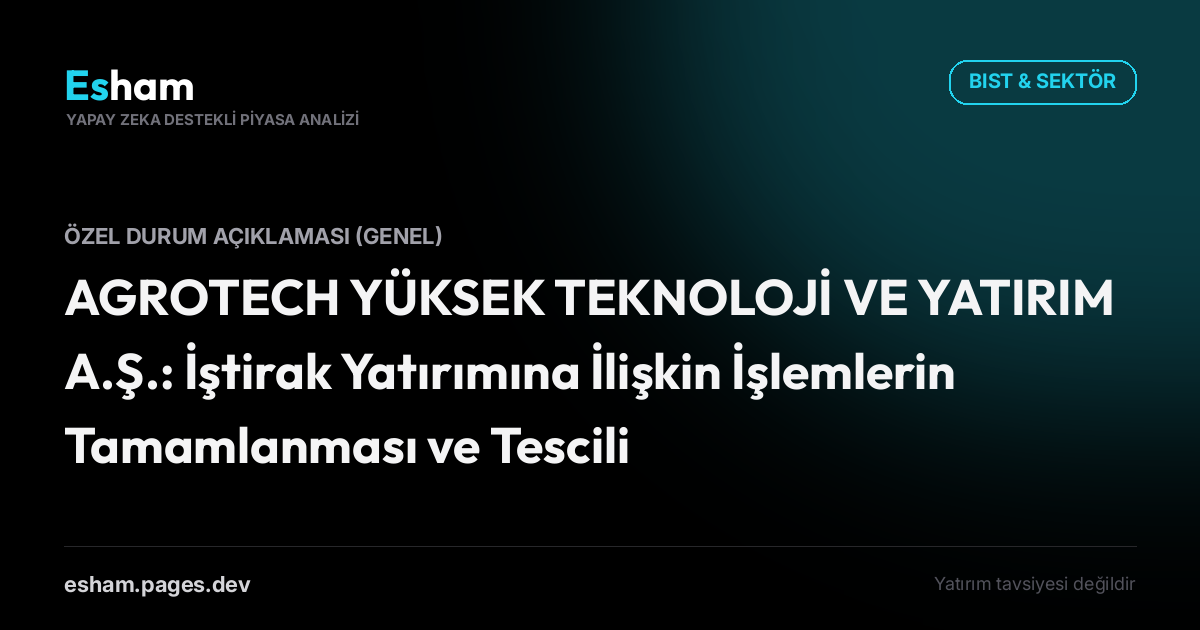 Esham
BIST & SEKTÖR
YAPAY ZEKA DESTEKLİ PİYASA ANALİZİ
ÖZEL DURUM AÇIKLAMASI (GENEL)
AGROTECH YÜKSEK TEKNOLOJİ VE YATIRIM
A.Ş.: İştirak Yatırımına İlişkin İşlemlerin
Tamamlanması ve Tescili
esham.pages.dev
Yatırım tavsiyesi değildir